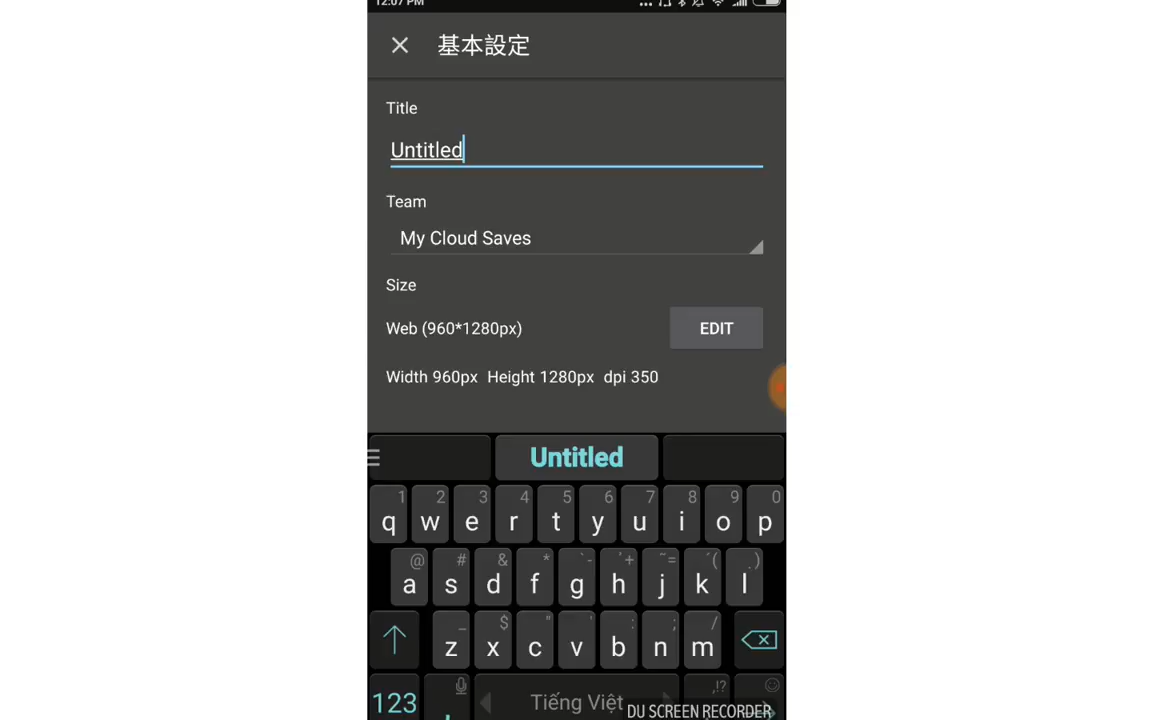 12:07 PM
基本設定
Title
Untitled
Team
My Cloud Saves
Size
Web (960*1280px)
EDIT
Width 960px Height 1280px dpi 350
Untitled
1 2 3 4 5 6 7 8 9 0
q w e r t y u i o p
@ # & * `- '+ ~= ´( .)
a s d f g h j k l
_ $ " ' : ; /
z x c v b n m
,!?
123
Tiếng Việt
DU SCREEN RECORDER